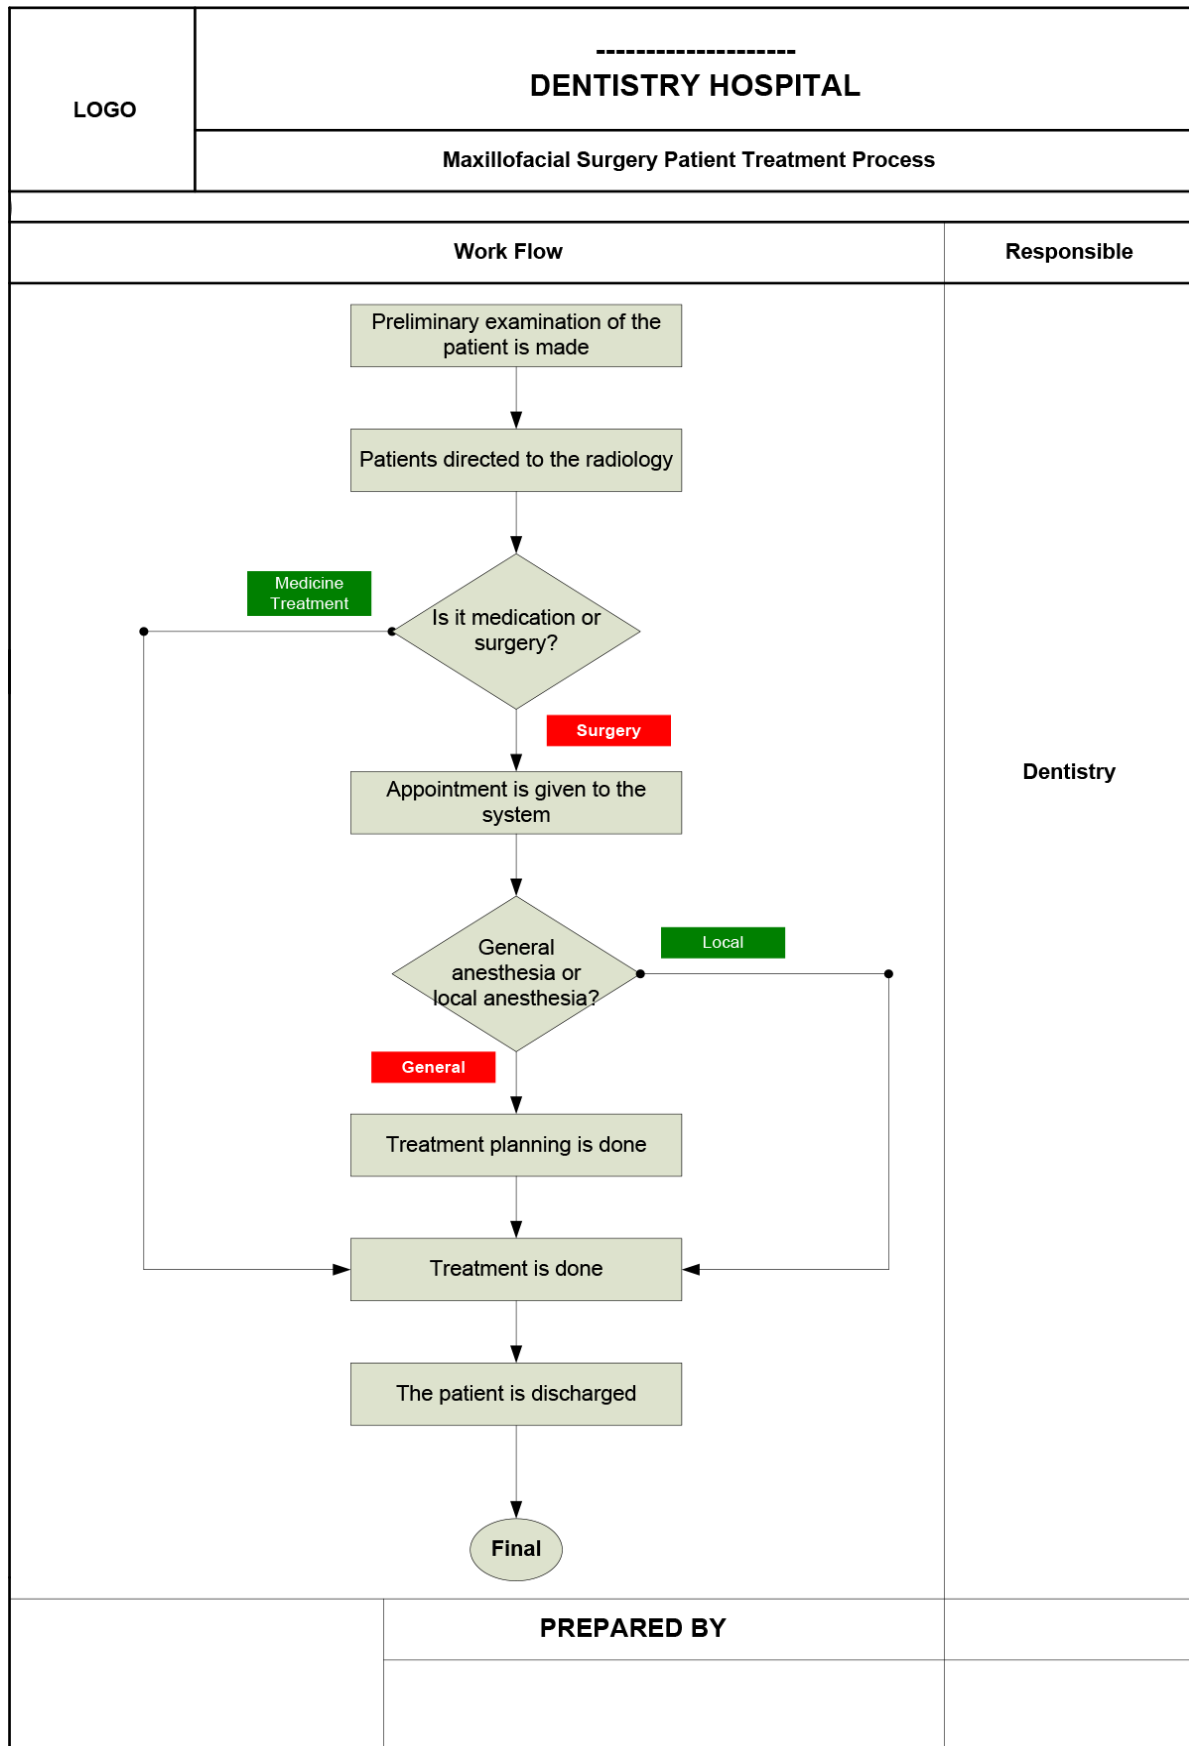 LOGO
--------------------
DENTISTRY HOSPITAL
Maxillofacial Surgery Patient Treatment Process
Work Flow
Responsible
Preliminary examination of the
patient is made
Patients directed to the radiology
Medicine
Treatment
Is it medication or
surgery?
Surgery
Appointment is given to the
system
Dentistry
General
anesthesia or
local anesthesia?
Local
General
Treatment planning is done
Treatment is done
The patient is discharged
Final
PREPARED BY